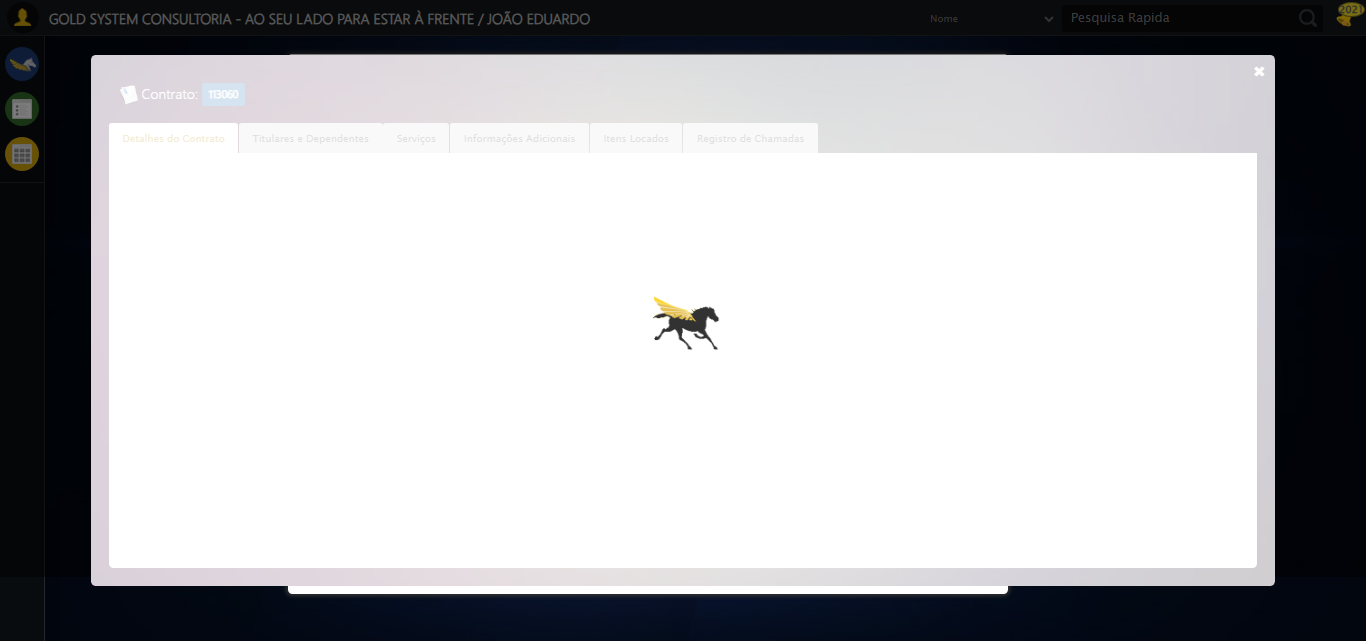 GOLD SYSTEM CONSULTORIA - AO SEU LADO PARA ESTAR À FRENTE / JOÃO EDUARDO
Nome
Pesquisa Rapida
2021
Contrato: 113060
Detalhes do Contrato
Titulares e Dependentes
Serviços
Informações Adicionais
Itens Locados
Registro de Chamadas